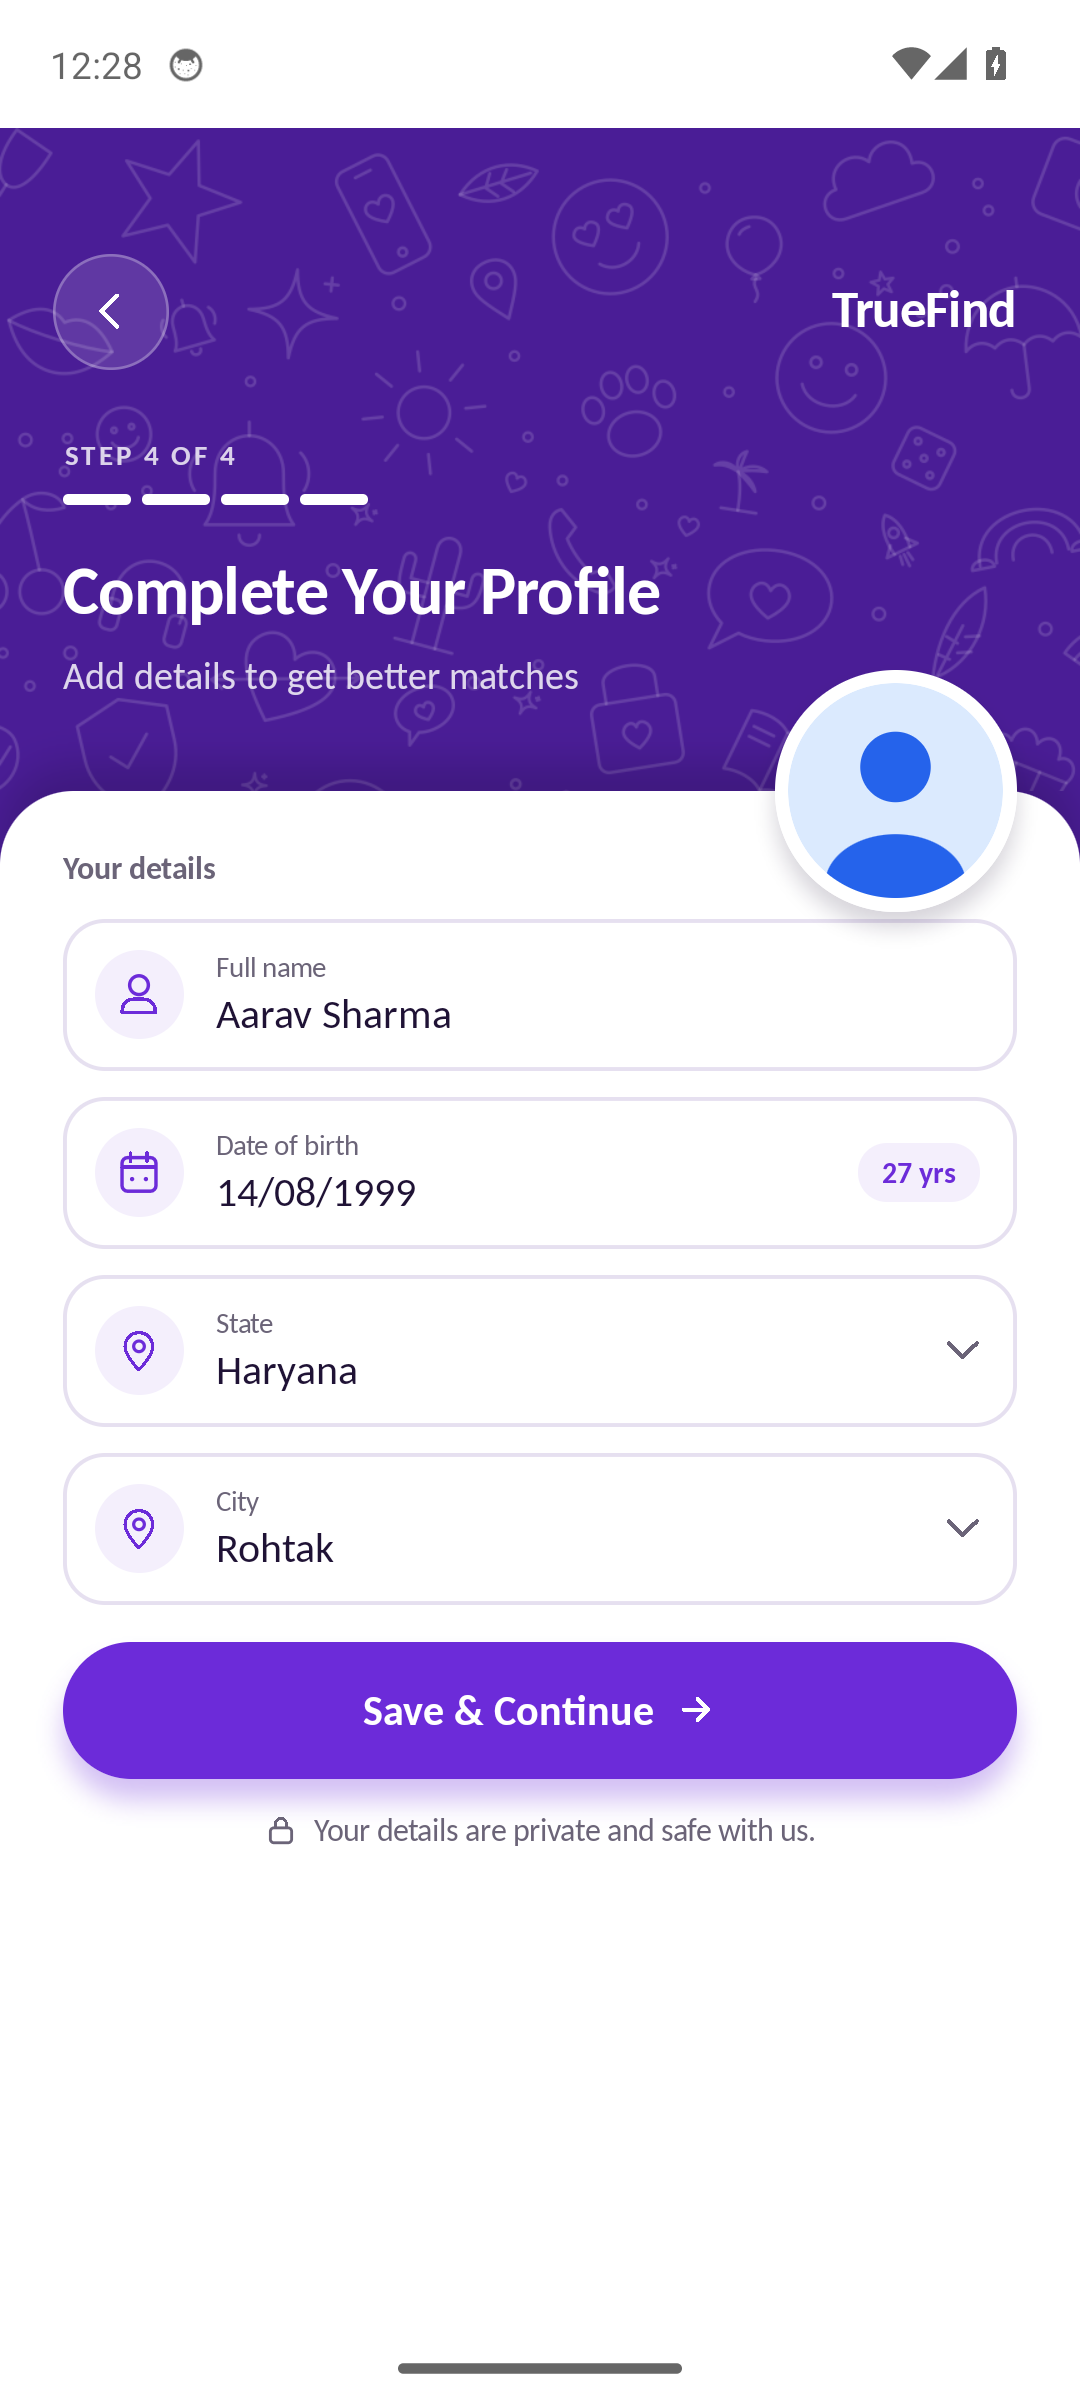 12:28
TrueFind
STEP 4 OF 4
Complete Your Profile
Add details to get better matches
Your details
Full name
Aarav Sharma
Date of birth
14/08/1999
27 yrs
State
Haryana
City
Rohtak
Save & Continue
Your details are private and safe with us.